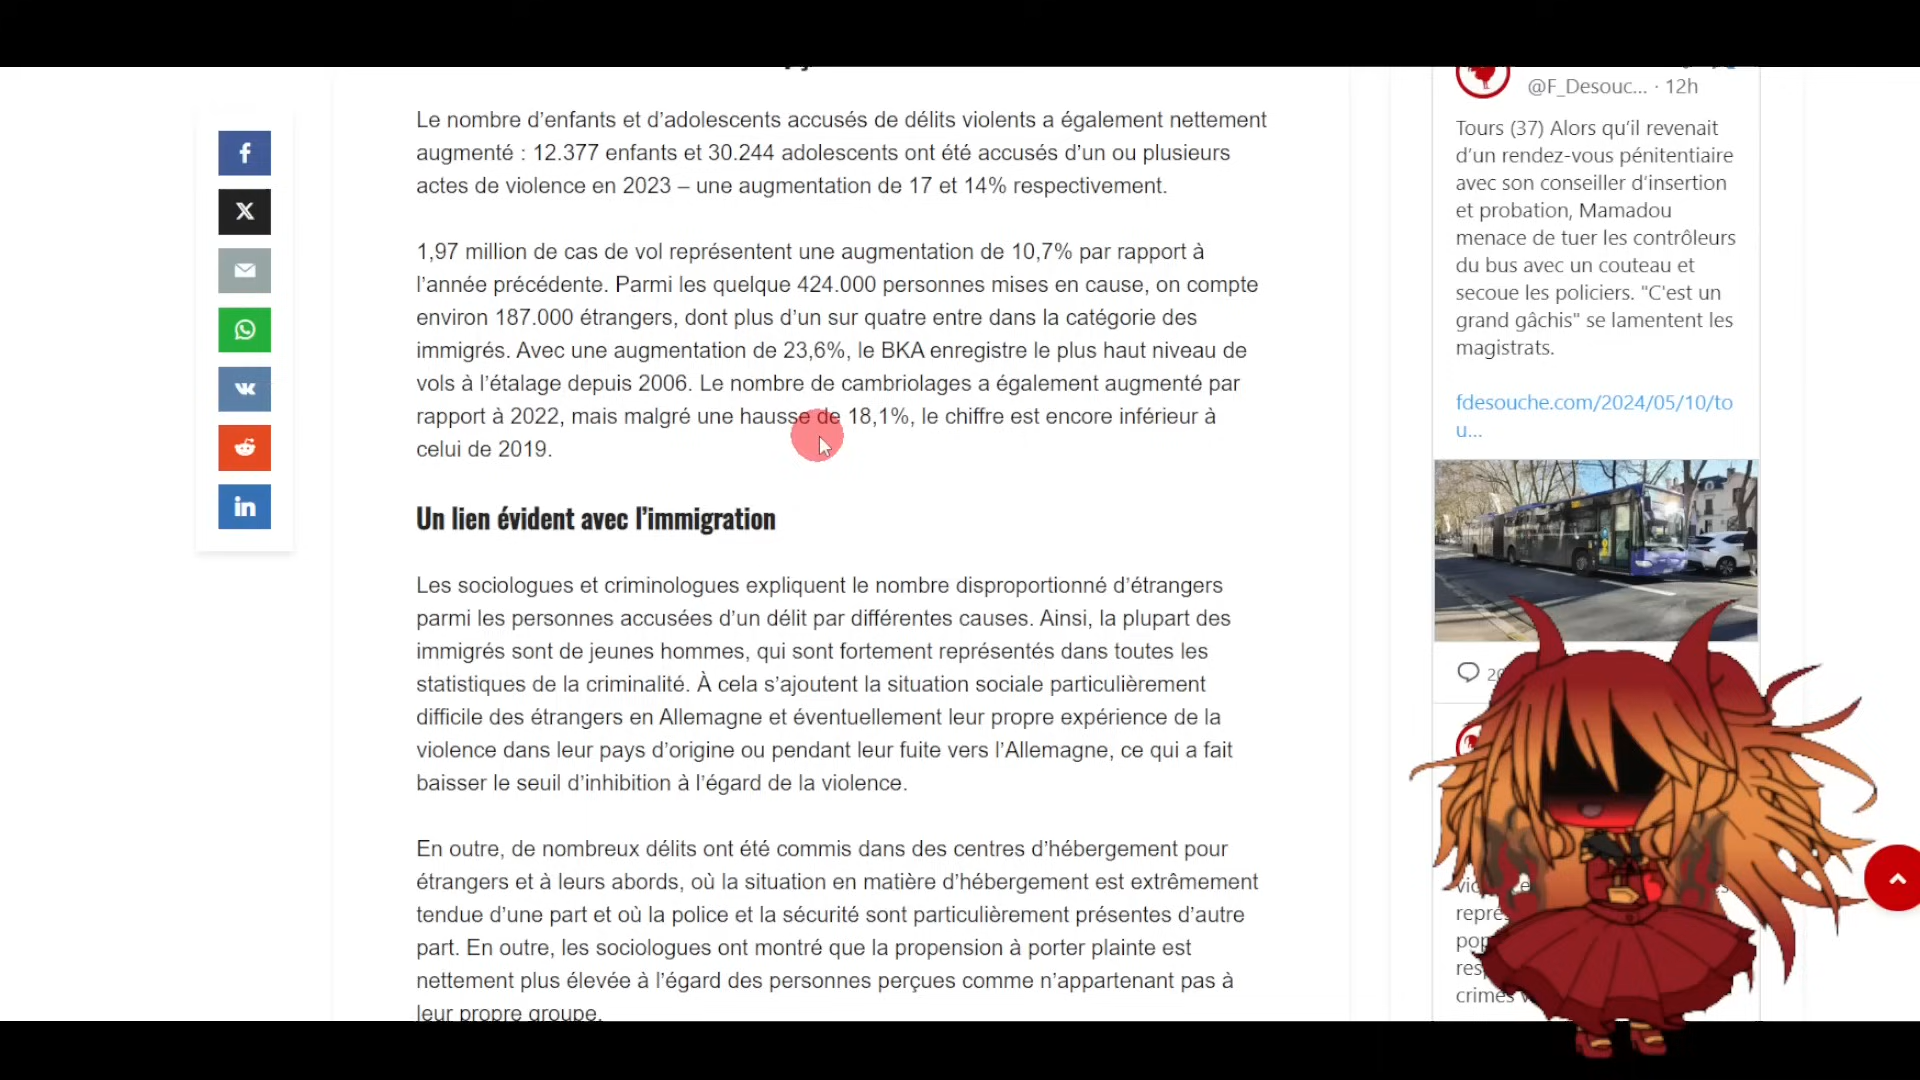 Le nombre d’enfants et d’adolescents accusés de délits violents a également nettement
augmenté : 12.377 enfants et 30.244 adolescents ont été accusés d’un ou plusieurs
actes de violence en 2023 – une augmentation de 17 et 14% respectivement.
1,97 million de cas de vol représentent une augmentation de 10,7% par rapport à
l’année précédente. Parmi les quelque 424.000 personnes mises en cause, on compte
environ 187.000 étrangers, dont plus d’un sur quatre entre dans la catégorie des
immigrés. Avec une augmentation de 23,6%, le BKA enregistre le plus haut niveau de
vols à l’étalage depuis 2006. Le nombre de cambriolages a également augmenté par
rapport à 2022, mais malgré une hausse de 18,1%, le chiffre est encore inférieur à
celui de 2019.
Un lien évident avec l’immigration
Les sociologues et criminologues expliquent le nombre disproportionné d’étrangers
parmi les personnes accusées d’un délit par différentes causes. Ainsi, la plupart des
immigrés sont de jeunes hommes, qui sont fortement représentés dans toutes les
statistiques de la criminalité. À cela s’ajoutent la situation sociale particulièrement
difficile des étrangers en Allemagne et éventuellement leur propre expérience de la
violence dans leur pays d’origine ou pendant leur fuite vers l’Allemagne, ce qui a fait
baisser le seuil d’inhibition à l’égard de la violence.
En outre, de nombreux délits ont été commis dans des centres d’hébergement pour
étrangers et à leurs abords, où la situation en matière d’hébergement est extrêmement
tendue d’une part et où la police et la sécurité sont particulièrement présentes d’autre
part. En outre, les sociologues ont montré que la propension à porter plainte est
nettement plus élevée à l’égard des personnes perçues comme n’appartenant pas à
leur propre groupe.
@F_Desouc... · 12h
Tours (37) Alors qu’il revenait
d’un rendez-vous pénitentiaire
avec son conseiller d’insertion
et probation, Mamadou
menace de tuer les contrôleurs
du bus avec un couteau et
secoue les policiers. "C'est un
grand gâchis" se lamentent les
magistrats.
fdesouche.com/2024/05/10/to
u...